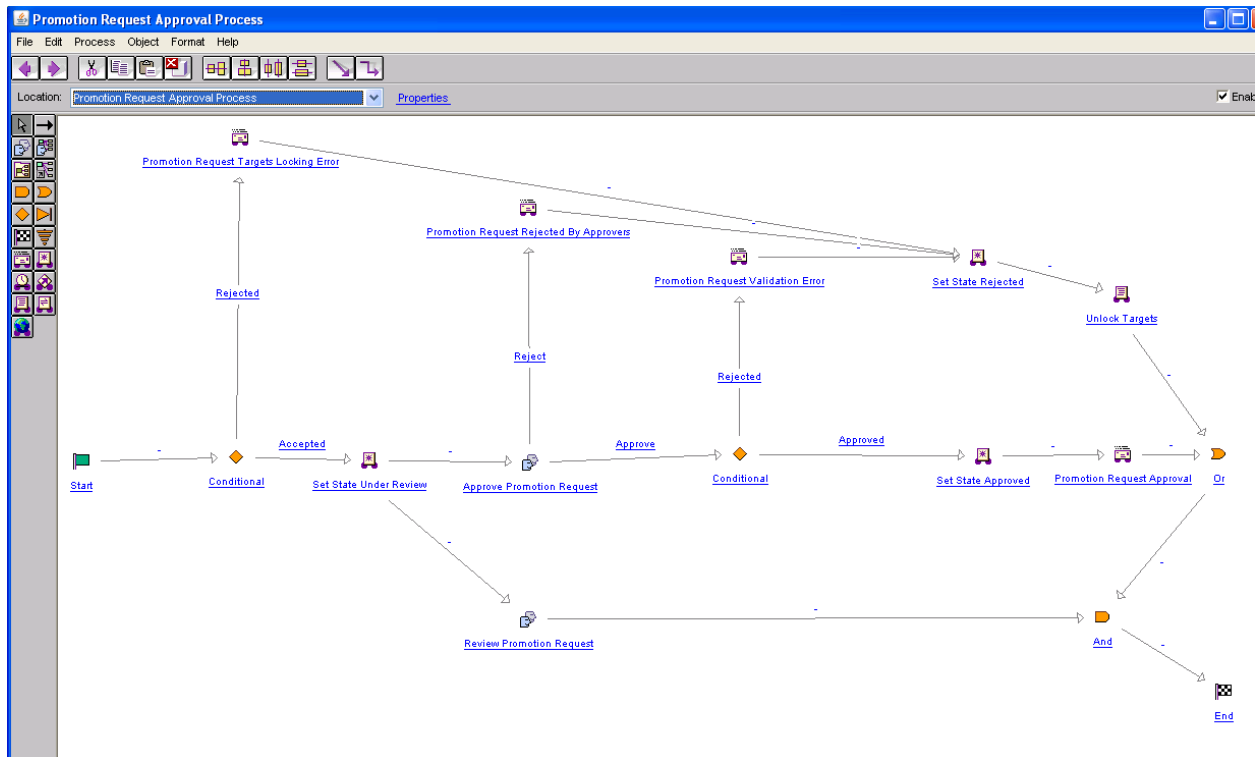 Promotion Request Approval Process
File Edit Process Object Format Help
Location: Promotion Request Approval Process Properties Enab
Promotion Request Targets Locking Error
-
Promotion Request Rejected By Approvers
-
-
Promotion Request Validation Error
Set State Rejected
-
Rejected
Unlock Targets
Reject
Rejected
-
Start
-
Conditional
Accepted
Set State Under Review
-
Approve Promotion Request
Approve
Conditional
Approved
Set State Approved
-
Promotion Request Approval
-
Or
-
-
Review Promotion Request
-
And
-
End